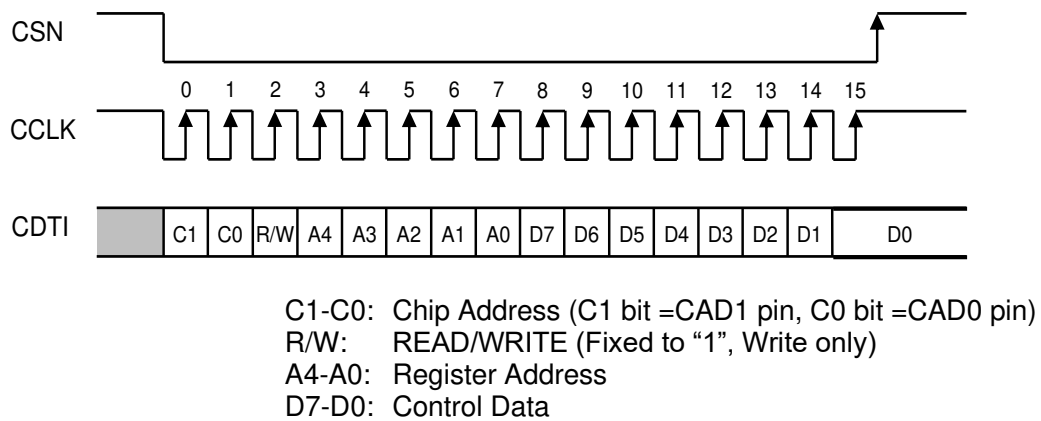 CSN
0 1 2 3 4 5 6 7 8 9 10 11 12 13 14 15
CCLK
CDTI C1 C0 R/W A4 A3 A2 A1 A0 D7 D6 D5 D4 D3 D2 D1 D0
C1-C0: Chip Address (C1 bit =CAD1 pin, C0 bit =CAD0 pin)
R/W: READ/WRITE (Fixed to “1”, Write only)
A4-A0: Register Address
D7-D0: Control Data